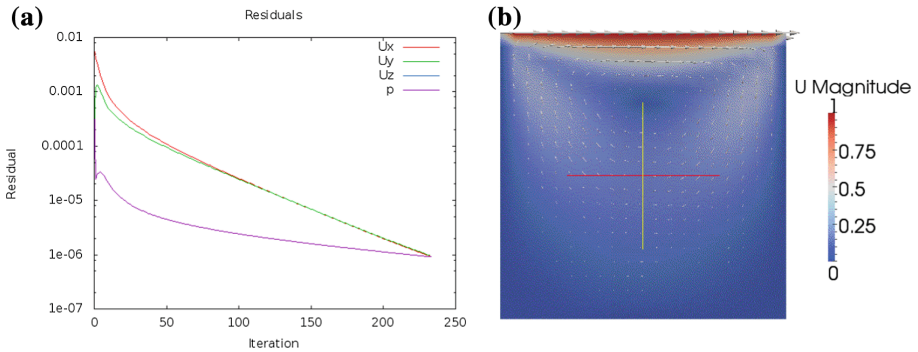 (a)
Residuals
0.01
0.001
0.0001
1e-05
1e-06
1e-07
Residual
Ux
Uy
Uz
p
0 50 100 150 200 250
Iteration
(b)
U Magnitude
1
0.75
0.5
0.25
0